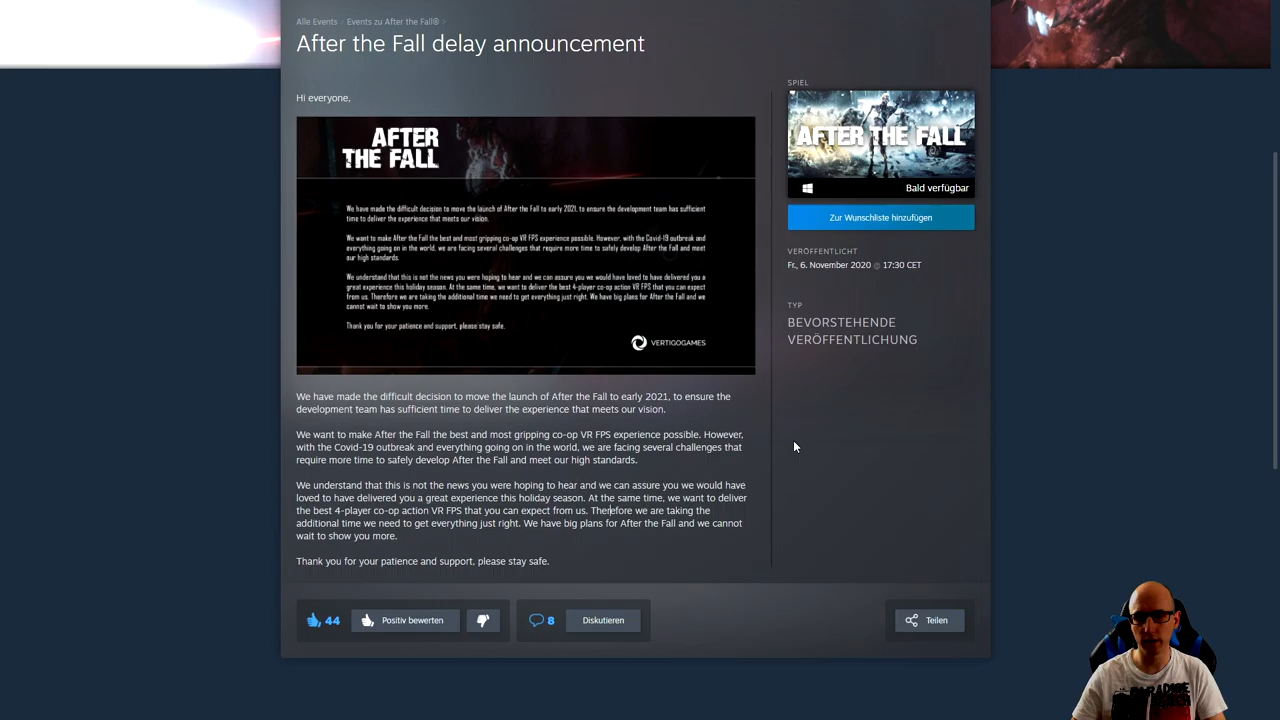 Alle Events
Events zu After the Fall®
After the Fall delay announcement
Hi everyone,
AFTER
THE FALL
We have made the difficult decision to move the launch of After the Fall to early 2021, to ensure the development team has sufficient
time to deliver the experience that meets our vision.
We want to make After the Fall the best and most gripping co-op VR FPS experience possible. However, with the Covid-19 outbreak and
everything going on in the world, we are facing several challenges that require more time to safely develop After the Fall and meet
our high standards.
We understand that this is not the news you were hoping to hear and we can assure you we would have loved to have delivered you a
great experience this holiday season. At the same time, we want to deliver the best 4-player co-op action VR FPS that you can expect
from us. Therefore we are taking the additional time we need to get everything just right. We have big plans for After the Fall and we
cannot wait to show you more.
Thank you for your patience and support, please stay safe.
VERTIGOGAMES
We have made the difficult decision to move the launch of After the Fall to early 2021, to ensure the
development team has sufficient time to deliver the experience that meets our vision.
We want to make After the Fall the best and most gripping co-op VR FPS experience possible. However,
with the Covid-19 outbreak and everything going on in the world, we are facing several challenges that
require more time to safely develop After the Fall and meet our high standards.
We understand that this is not the news you were hoping to hear and we can assure you we would have
loved to have delivered you a great experience this holiday season. At the same time, we want to deliver
the best 4-player co-op action VR FPS that you can expect from us. Therefore we are taking the
additional time we need to get everything just right. We have big plans for After the Fall and we cannot
wait to show you more.
Thank you for your patience and support, please stay safe.
44
Positiv bewerten
8
Diskutieren
Teilen
SPIEL
AFTER THE FALL
Bald verfügbar
Zur Wunschliste hinzufügen
VERÖFFENTLICHT
Fr., 6. November 2020 @ 17:30 CET
TYP
BEVORSTEHENDE
VERÖFFENTLICHUNG